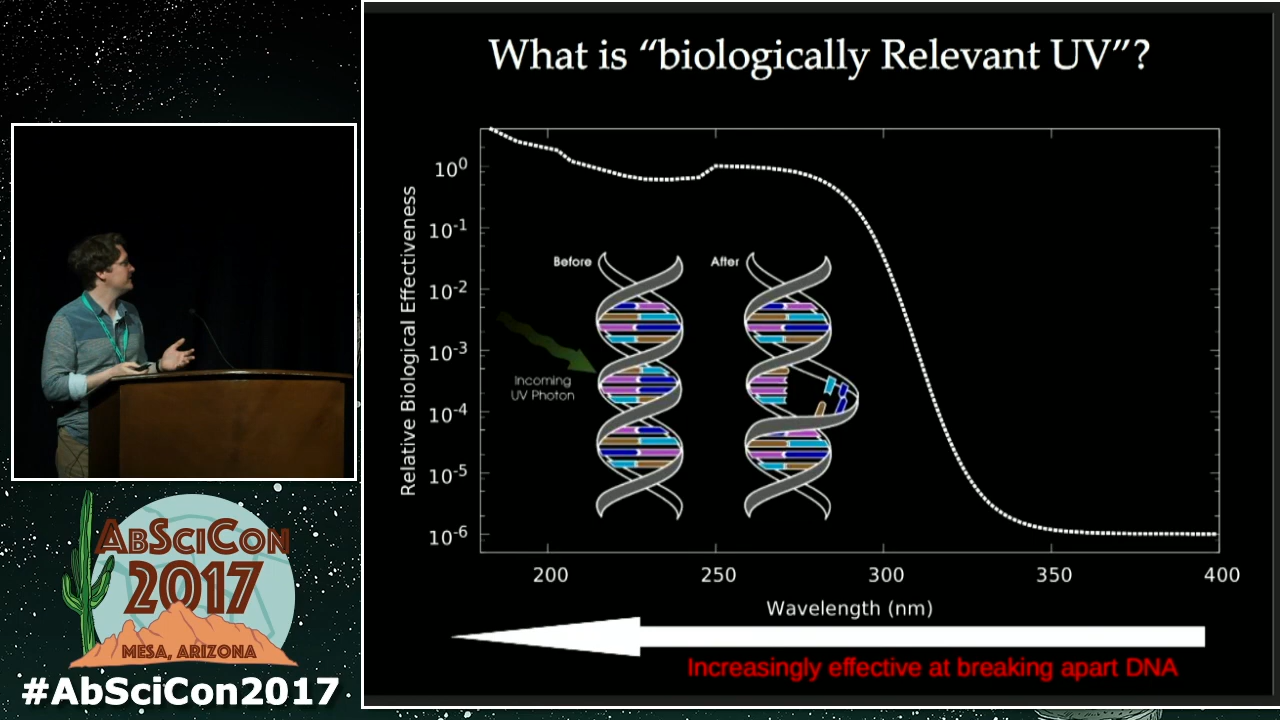 What is “biologically Relevant UV”?
Relative Biological Effectiveness
10⁰
10⁻¹
10⁻²
10⁻³
10⁻⁴
10⁻⁵
10⁻⁶
Before
After
Incoming
UV Photon
200
250
300
350
400
Wavelength (nm)
Increasingly effective at breaking apart DNA
AbSciCon
2017
MESA, ARIZONA
#AbSciCon2017